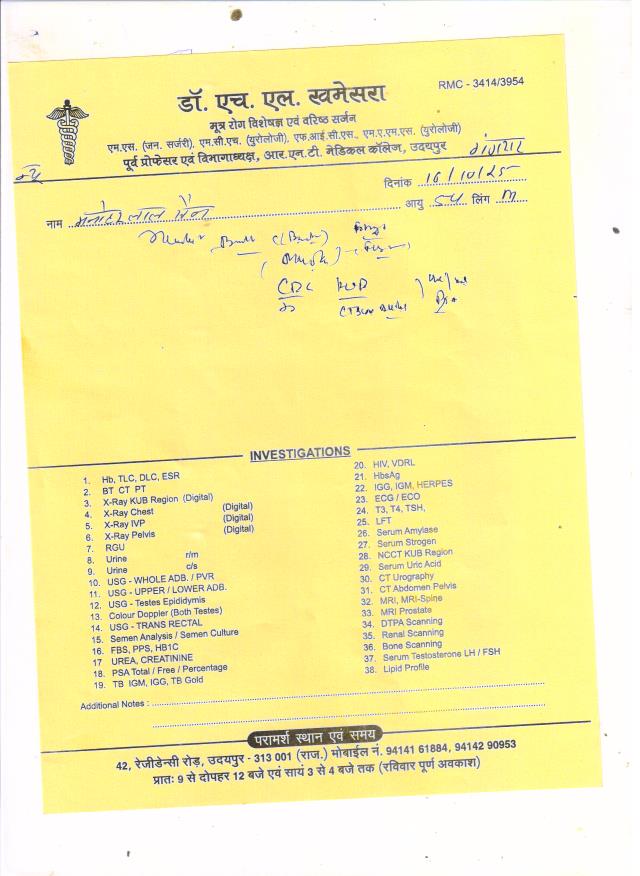 RMC - 3414/3954
डॉ. एच. एल. खमेसरा
मूत्र रोग विशेषज्ञ एवं वरिष्ठ सर्जन
एम.एस. (जन. सर्जरी), एम.सी.एच. (युरोलोजी), एफ.आई.सी.एस., एम.ए.एम.एस. (युरोलोजी)
पूर्व प्रोफेसर एवं विभागाध्यक्ष, आर.एन.टी. मेडिकल कॉलेज, उदयपुर
दिनांक 16/10/25
नाम मनोहर लाल आयु 54 लिंग M
CBC
INVESTIGATIONS
1. Hb, TLC, DLC, ESR
2. BT CT PT
3. X-Ray KUB Region (Digital)
4. X-Ray Chest (Digital)
5. X-Ray IVP (Digital)
6. X-Ray Pelvis (Digital)
7. RGU
8. Urine r/m
9. Urine c/s
10. USG - WHOLE ADB. / PVR
11. USG - UPPER / LOWER ADB.
12. USG - Testes Epididymis
13. Colour Doppler (Both Testes)
14. USG - TRANS RECTAL
15. Semen Analysis / Semen Culture
16. FBS, PPS, HB1C
17 UREA, CREATININE
18. PSA Total / Free / Percentage
19. TB IGM, IGG, TB Gold
20. HIV, VDRL
21. HbsAg
22. IGG, IGM, HERPES
23. ECG / ECO
24. T3, T4, TSH,
25. LFT
26. Serum Amylase
27. Serum Strogen
28. NCCT KUB Region
29. Serum Uric Acid
30. CT Urography
31. CT Abdomen Pelvis
32. MRI, MRI-Spine
33. MRI Prostate
34. DTPA Scanning
35. Renal Scanning
36. Bone Scanning
37. Serum Testosterone LH / FSH
38. Lipid Profile
Additional Notes :
परामर्श स्थान एवं समय
42, रेजीडेन्सी रोड़, उदयपुर - 313 001 (राज.) मोबाईल नं. 94141 61884, 94142 90953
प्रातः 9 से दोपहर 12 बजे एवं सायं 3 से 4 बजे तक (रविवार पूर्ण अवकाश)